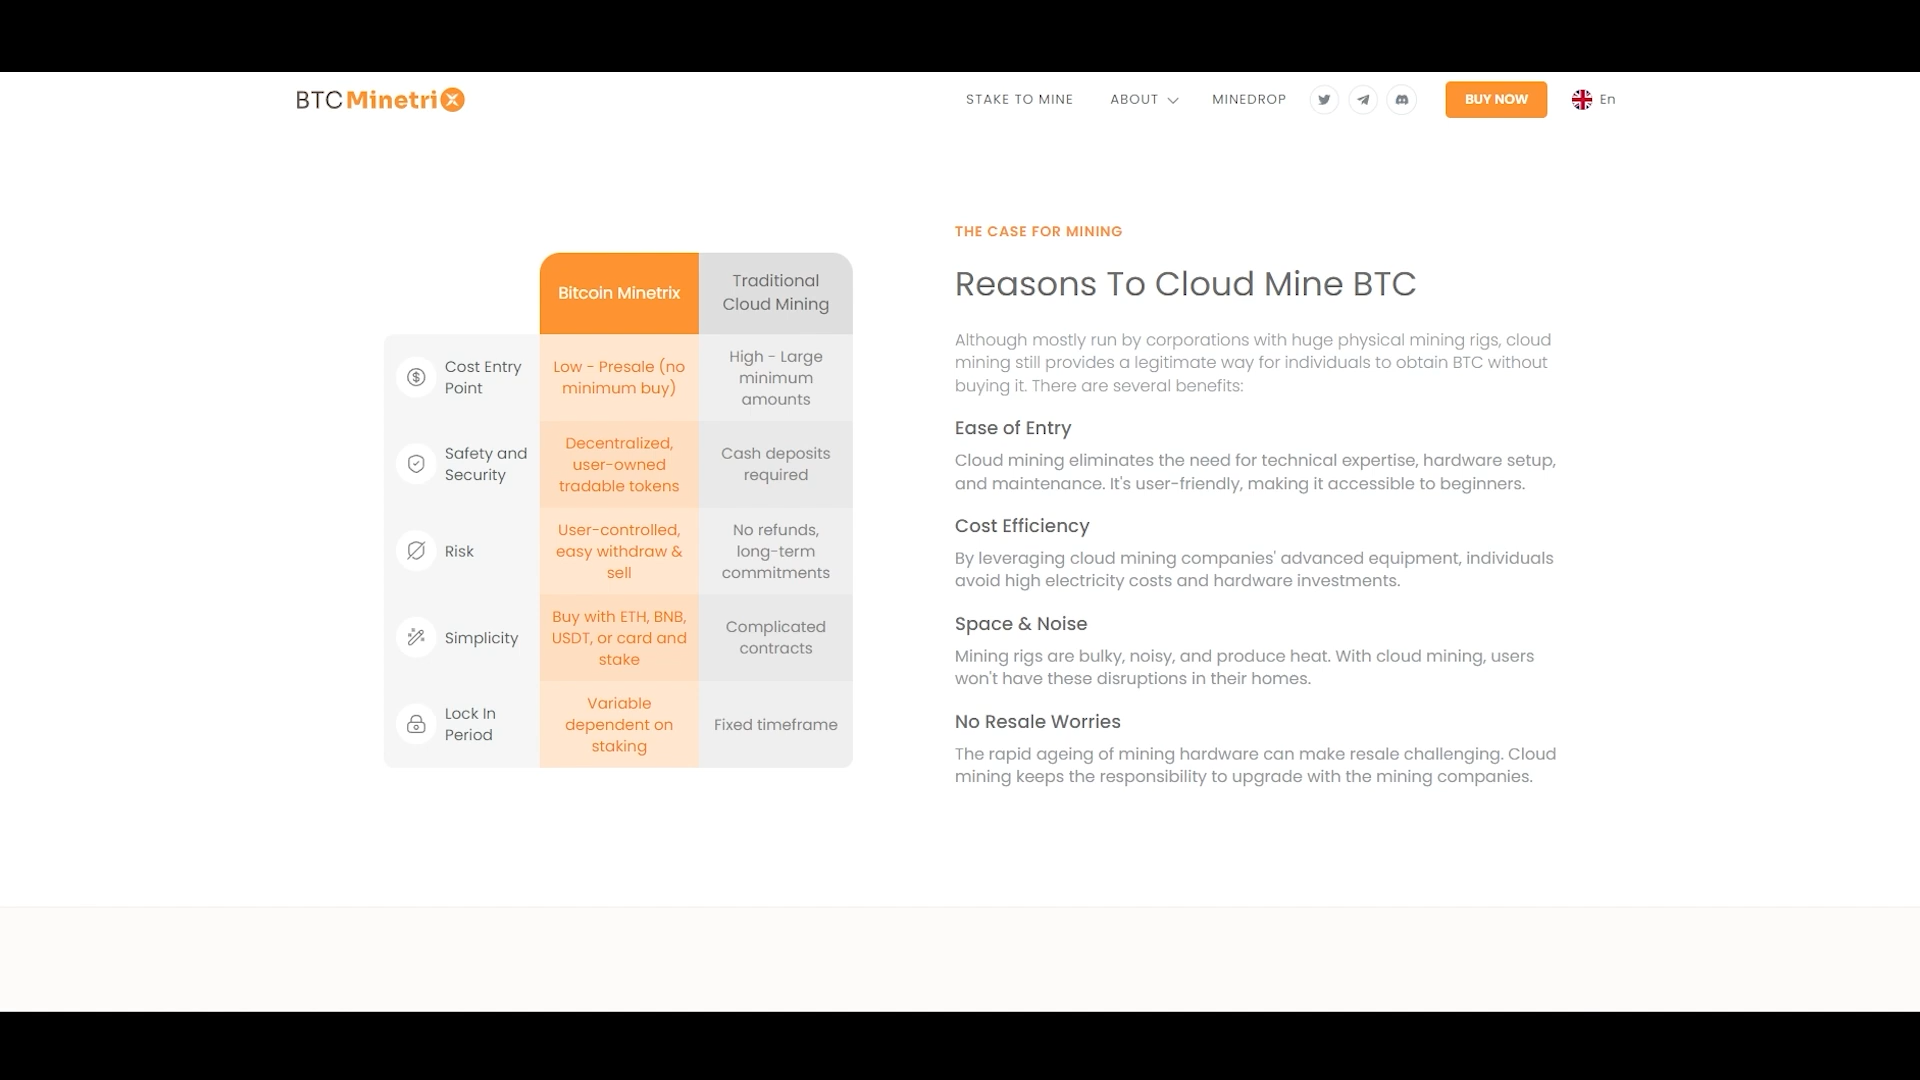 BTC Minetrix
STAKE TO MINE
ABOUT
MINEDROP
BUY NOW
En
Bitcoin Minetrix
Traditional
Cloud Mining
Cost Entry
Point
Low - Presale (no
minimum buy)
High - Large
minimum
amounts
Safety and
Security
Decentralized,
user-owned
tradable tokens
Cash deposits
required
Risk
User-controlled,
easy withdraw &
sell
No refunds,
long-term
commitments
Simplicity
Buy with ETH, BNB,
USDT, or card and
stake
Complicated
contracts
Lock In
Period
Variable
dependent on
staking
Fixed timeframe
THE CASE FOR MINING
Reasons To Cloud Mine BTC
Although mostly run by corporations with huge physical mining rigs, cloud
mining still provides a legitimate way for individuals to obtain BTC without
buying it. There are several benefits:
Ease of Entry
Cloud mining eliminates the need for technical expertise, hardware setup,
and maintenance. It's user-friendly, making it accessible to beginners.
Cost Efficiency
By leveraging cloud mining companies' advanced equipment, individuals
avoid high electricity costs and hardware investments.
Space & Noise
Mining rigs are bulky, noisy, and produce heat. With cloud mining, users
won't have these disruptions in their homes.
No Resale Worries
The rapid ageing of mining hardware can make resale challenging. Cloud
mining keeps the responsibility to upgrade with the mining companies.